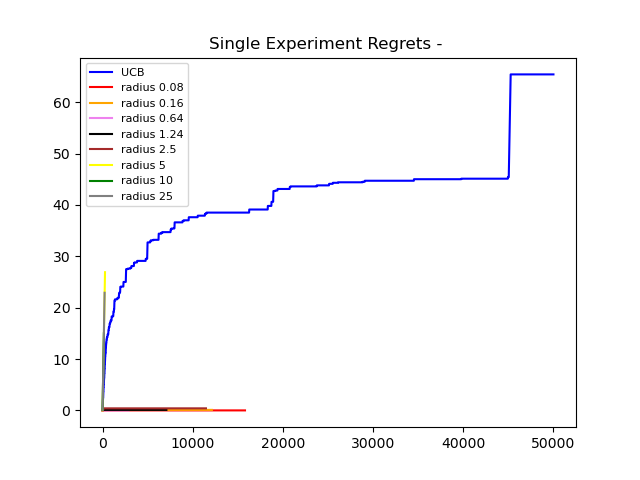 Single Experiment Regrets -
UCB
radius 0.08
radius 0.16
radius 0.64
radius 1.24
radius 2.5
radius 5
radius 10
radius 25
60
50
40
30
20
10
0
0 10000 20000 30000 40000 50000